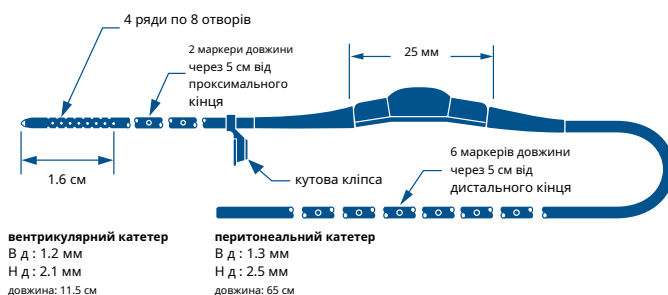 4 ряди по 8 отворів
2 маркери довжини
через 5 см від
проксимального
кінця
25 мм
1.6 см
кутова кліпса
6 маркерів довжини
через 5 см від
дистального кінця
вентрикулярний катетер
В д : 1.2 мм
Н д : 2.1 мм
довжина: 11.5 см
перитонеальний катетер
В д : 1.3 мм
Н д : 2.5 мм
довжина: 65 см